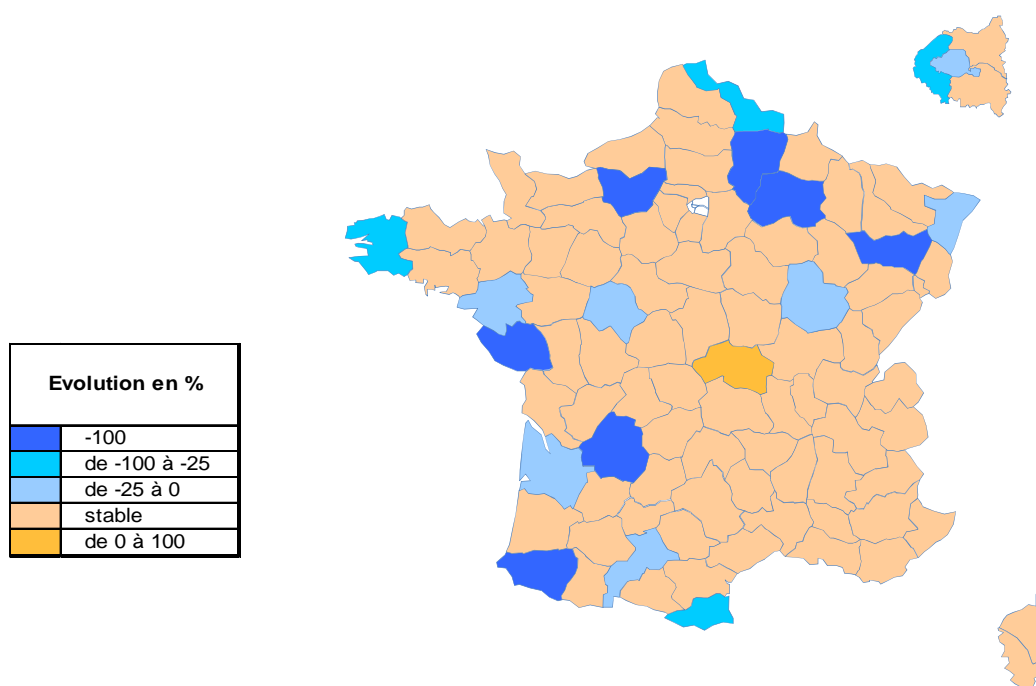 Evolution en %
-100
de -100 à -25
de -25 à 0
stable
de 0 à 100